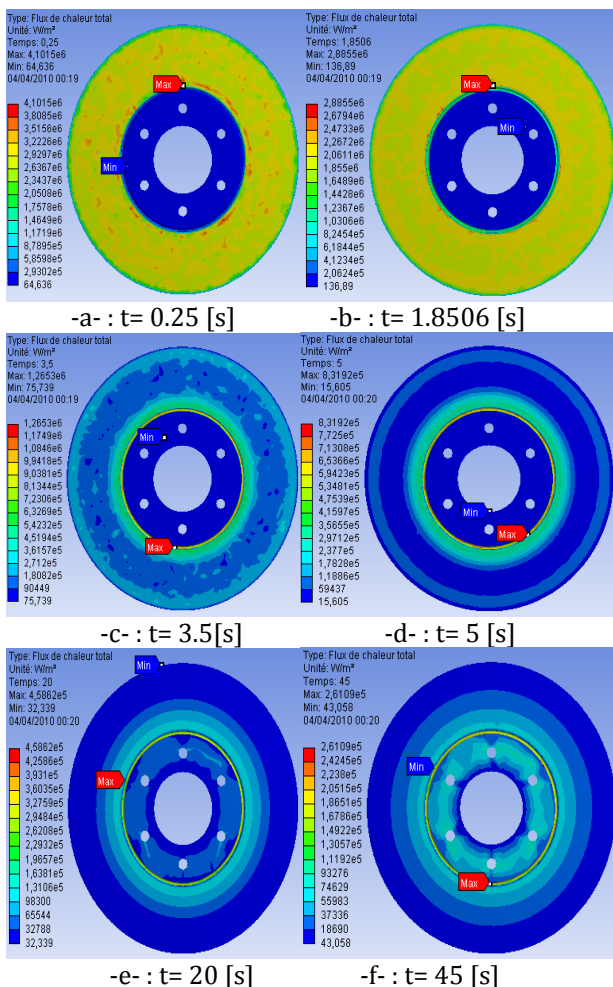 Type: Flux de chaleur total
Unité: W/m²
Temps: 0,25
Max: 4,1015e6
Min: 64,636
04/04/2010 00:19
4,1015e6
3,8085e6
3,5156e6
3,2226e6
2,9297e6
2,6367e6
2,3437e6
2,0508e6
1,7578e6
1,4649e6
1,1719e6
8,7895e5
5,8598e5
2,9302e5
64,636
Max
Min
-a- : t= 0.25 [s]
Type: Flux de chaleur total
Unité: W/m²
Temps: 1,8506
Max: 2,8855e6
Min: 136,89
04/04/2010 00:19
2,8855e6
2,6794e6
2,4733e6
2,2672e6
2,0611e6
1,855e6
1,6489e6
1,4428e6
1,2367e6
1,0306e6
8,2454e5
6,1844e5
4,1234e5
2,0624e5
136,89
Max
Min
-b- : t= 1.8506 [s]
Type: Flux de chaleur total
Unité: W/m²
Temps: 3,5
Max: 1,2653e6
Min: 75,739
04/04/2010 00:19
1,2653e6
1,1749e6
1,0846e6
9,9418e5
9,0381e5
8,1344e5
7,2306e5
6,3269e5
5,4232e5
4,5194e5
3,6157e5
2,712e5
1,8082e5
90449
75,739
Min
Max
-c- : t= 3.5[s]
Type: Flux de chaleur total
Unité: W/m²
Temps: 5
Max: 8,3192e5
Min: 15,605
04/04/2010 00:20
8,3192e5
7,725e5
7,1308e5
6,5366e5
5,9423e5
5,3481e5
4,7539e5
4,1597e5
3,5655e5
2,9712e5
2,377e5
1,7828e5
1,1886e5
59437
15,605
Min
Max
-d- : t= 5 [s]
Type: Flux de chaleur total
Unité: W/m²
Temps: 20
Max: 4,5862e5
Min: 32,339
04/04/2010 00:20
4,5862e5
4,2586e5
3,931e5
3,6035e5
3,2759e5
2,9484e5
2,6208e5
2,2932e5
1,9657e5
1,6381e5
1,3106e5
98300
65544
32788
32,339
Min
Max
-e- : t= 20 [s]
Type: Flux de chaleur total
Unité: W/m²
Temps: 45
Max: 2,6109e5
Min: 43,058
04/04/2010 00:20
2,6109e5
2,4245e5
2,238e5
2,0515e5
1,8651e5
1,6786e5
1,4922e5
1,3057e5
1,1192e5
93276
74629
55983
37336
18690
43,058
Min
Max
-f- : t= 45 [s]